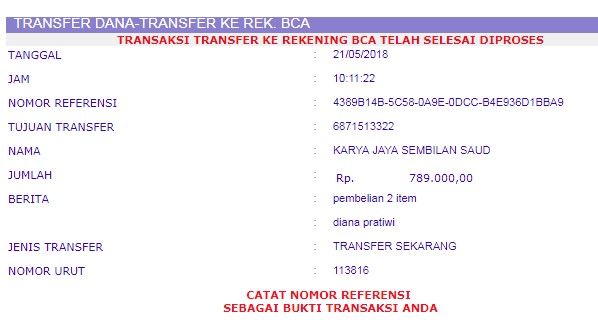 TRANSFER DANA-TRANSFER KE REK. BCA
TRANSAKSI TRANSFER KE REKENING BCA TELAH SELESAI DIPROSES
TANGGAL : 21/05/2018
JAM : 10:11:22
NOMOR REFERENSI : 4389B14B-5C58-0A9E-0DCC-B4E936D1BBA9
TUJUAN TRANSFER : 6871513322
NAMA : KARYA JAYA SEMBILAN SAUD
JUMLAH : Rp. 789.000,00
BERITA : pembelian 2 item
: diana pratiwi
JENIS TRANSFER : TRANSFER SEKARANG
NOMOR URUT : 113816
CATAT NOMOR REFERENSI
SEBAGAI BUKTI TRANSAKSI ANDA